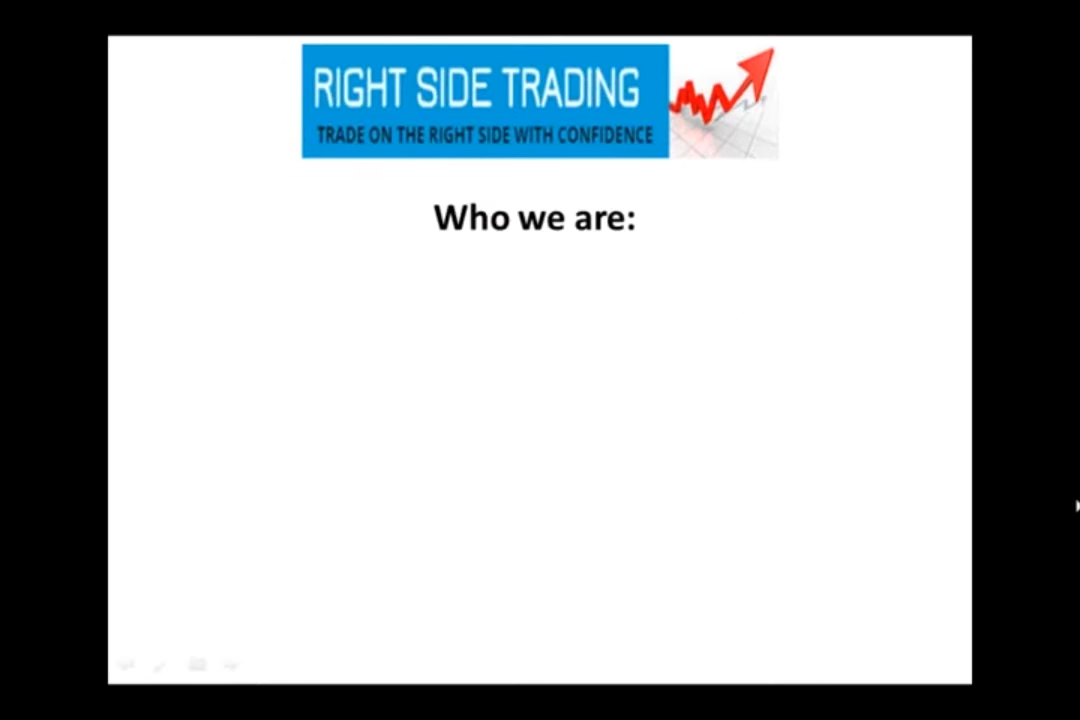 RIGHT SIDE TRADING
TRADE ON THE RIGHT SIDE WITH CONFIDENCE
Who we are: